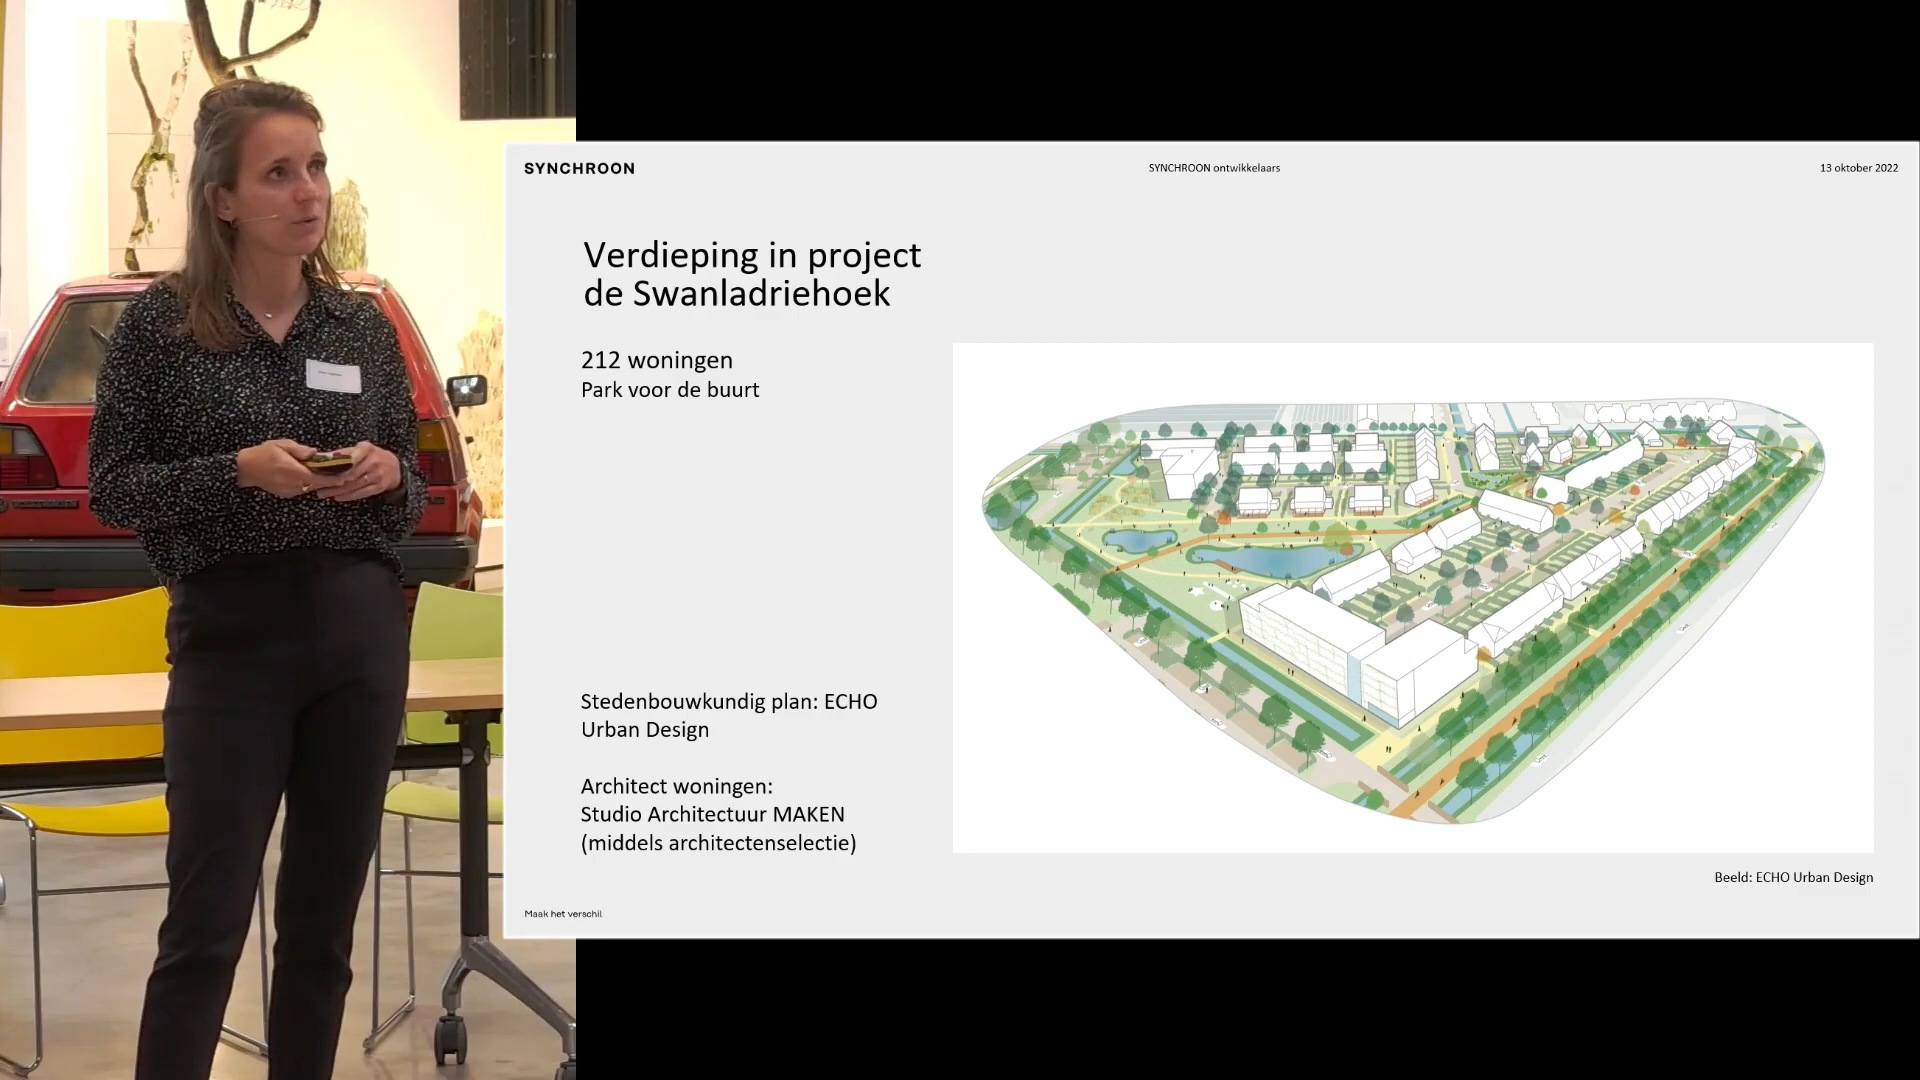 SYNCHROON
SYNCHROON ontwikkelaars
13 oktober 2022
Verdieping in project
de Swanladriehoek
212 woningen
Park voor de buurt
Stedenbouwkundig plan: ECHO
Urban Design
Architect woningen:
Studio Architectuur MAKEN
(middels architectenselectie)
Beeld: ECHO Urban Design
Maak het verschil